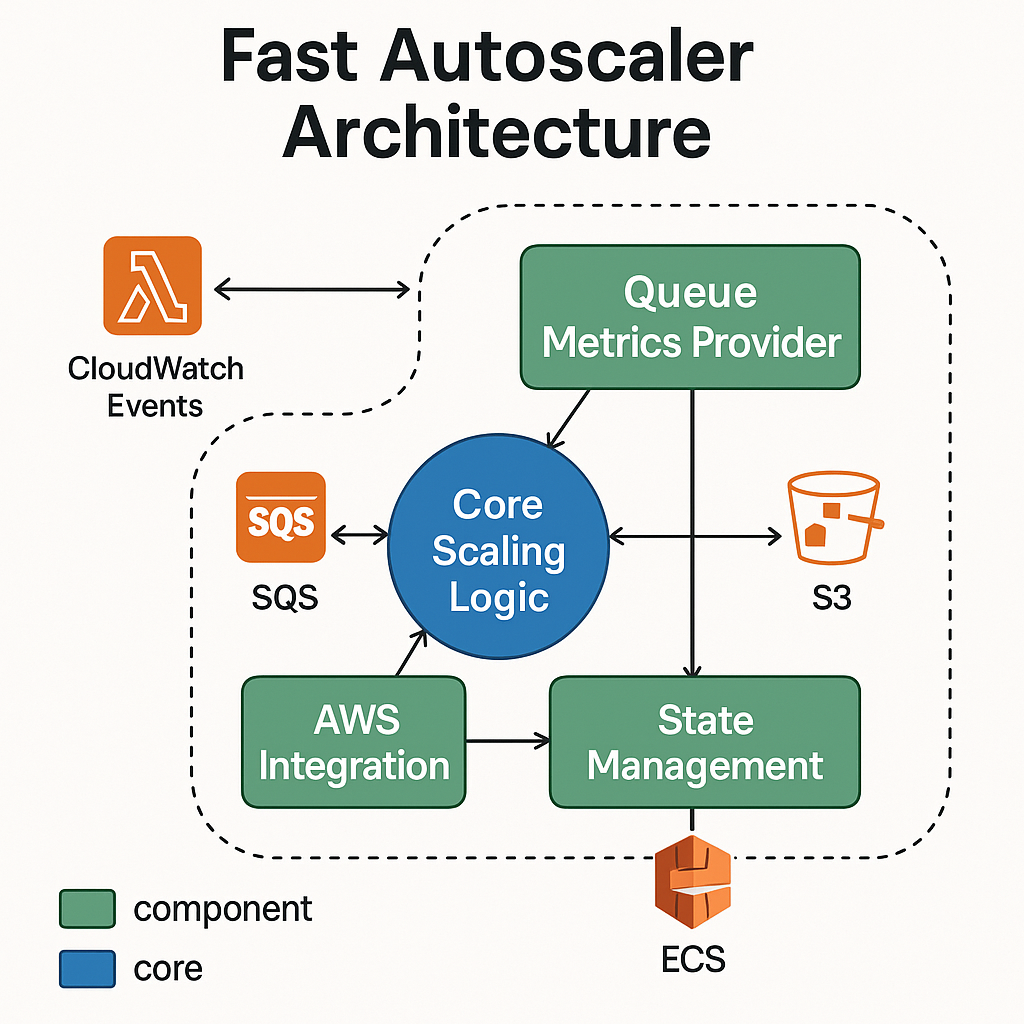 Fast Autoscaler
Architecture
CloudWatch
Events
Queue
Metrics Provider
SQS
SQS
Core
Scaling
Logic
S3
AWS
Integration
State
Management
ECS
component
core